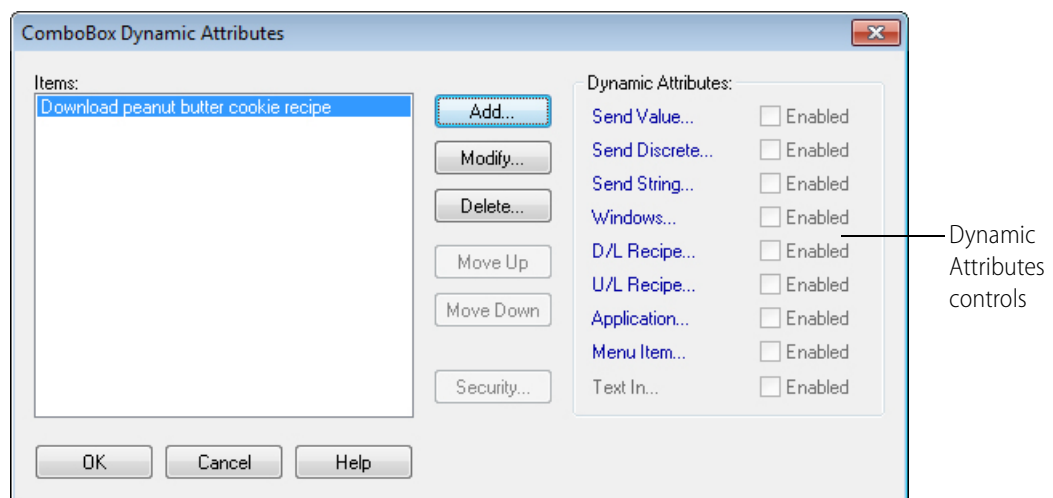 ComboBox Dynamic Attributes
Items:
Download peanut butter cookie recipe
Add...
Modify...
Delete...
Move Up
Move Down
Security...
Dynamic Attributes:
Send Value... Enabled
Send Discrete... Enabled
Send String... Enabled
Windows... Enabled
D/L Recipe... Enabled
U/L Recipe... Enabled
Application... Enabled
Menu Item... Enabled
Text In... Enabled
OK Cancel Help
Dynamic
Attributes
controls